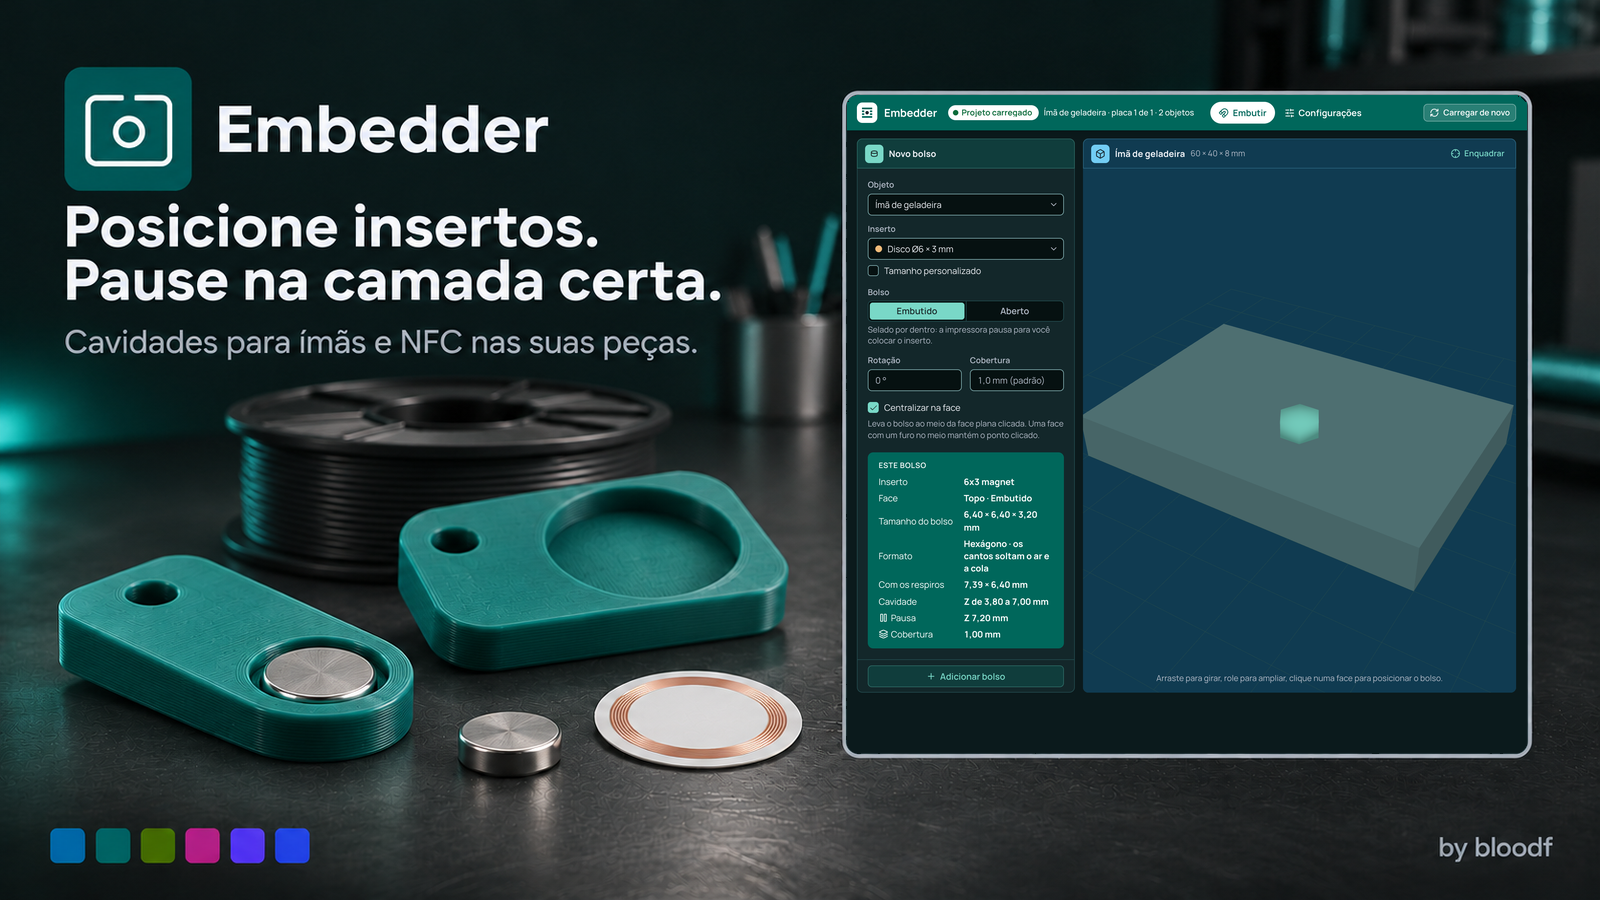 Embedder
Posicione insertos.
Pause na camada certa.
Cavidades para ímãs e NFC nas suas peças.
Embedder
Projeto carregado
Ímã de geladeira · placa 1 de 1 · 2 objetos
Embutir
Configurações
Carregar de novo
Novo bolso
Objeto
Ímã de geladeira
Inserto
Disco Ø6 × 3 mm
Tamanho personalizado
Bolso
Embutido
Aberto
Selado por dentro: a impressora pausa para você
colocar o inserto.
Rotação
Cobertura
0 °
1,0 mm (padrão)
Centralizar na face
Leva o bolso ao meio da face plana clicada. Uma face
com um furo no meio mantém o ponto clicado.
ESTE BOLSO
Inserto 6x3 magnet
Face Topo · Embutido
Tamanho do bolso 6,40 × 6,40 × 3,20
mm
Formato Hexágono · os
cantos soltam o ar e
a cola
Com os respiros 7,39 × 6,40 mm
Cavidade Z de 3,80 a 7,00 mm
Pausa Z 7,20 mm
Cobertura 1,00 mm
+ Adicionar bolso
Ímã de geladeira 60 × 40 × 8 mm
Enquadrar
Arraste para girar, role para ampliar, clique numa face para posicionar o bolso.
by bloodf